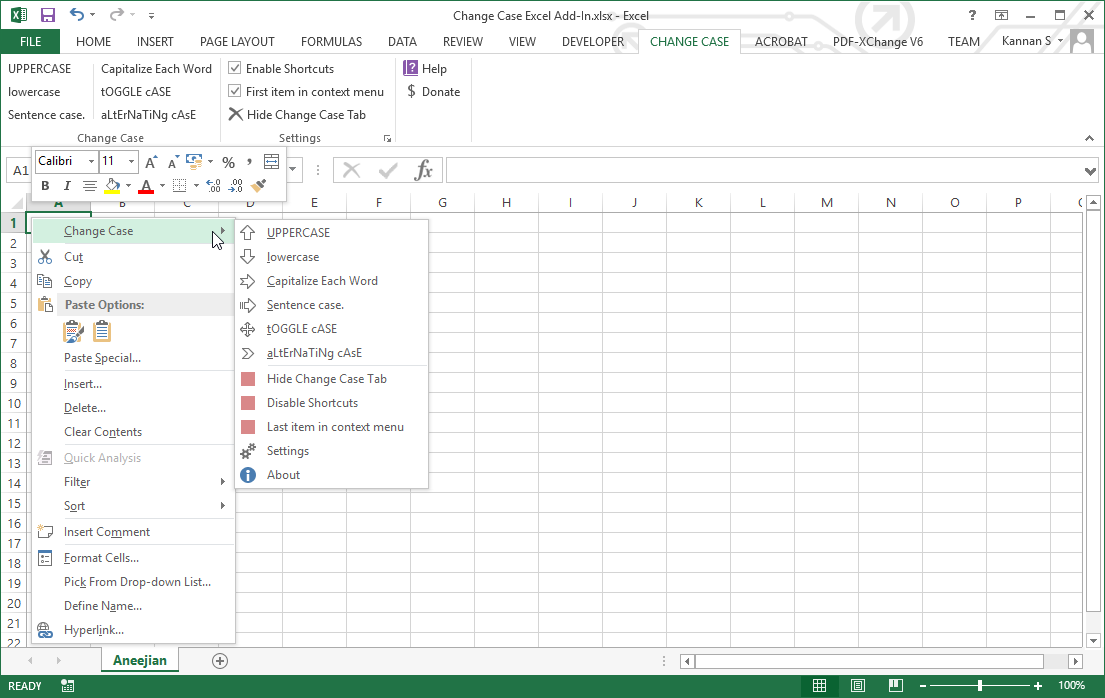 Change Case Excel Add-In.xlsx - Excel
FILE HOME INSERT PAGE LAYOUT FORMULAS DATA REVIEW VIEW DEVELOPER CHANGE CASE ACROBAT PDF-XChange V6 TEAM Kannan S
UPPERCASE Capitalize Each Word Enable Shortcuts Help
lowercase tOGGLE cASE First item in context menu $ Donate
Sentence case. aLtErNaTiNg cAsE Hide Change Case Tab
Change Case Settings
Calibri 11 A A % ,
B I A .00 .00
A1 fx
A B C D E F G H I J K L M N O P
1
2
3
4
5
6
7
8
9
10
11
12
13
14
15
16
17
18
19
20
21
22
Change Case
Cut
Copy
Paste Options:
Paste Special...
Insert...
Delete...
Clear Contents
Quick Analysis
Filter
Sort
Insert Comment
Format Cells...
Pick From Drop-down List...
Define Name...
Hyperlink...
UPPERCASE
lowercase
Capitalize Each Word
Sentence case.
tOGGLE cASE
aLtErNaTiNg cAsE
Hide Change Case Tab
Disable Shortcuts
Last item in context menu
Settings
About
Aneejian
READY 100%